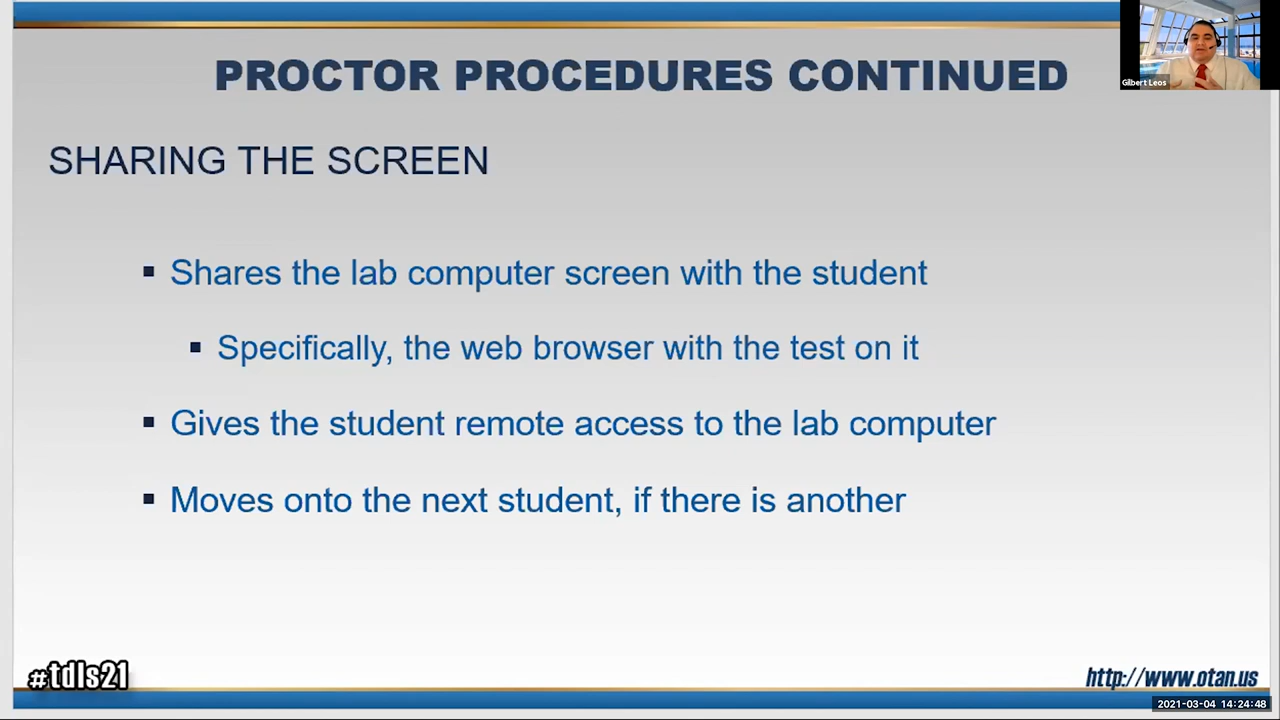 PROCTOR PROCEDURES CONTINUED
Gilbert Leos
SHARING THE SCREEN
▪ Shares the lab computer screen with the student
▪ Specifically, the web browser with the test on it
▪ Gives the student remote access to the lab computer
▪ Moves onto the next student, if there is another
#tdls21
http://www.otan.us
2021-03-04 14:24:48